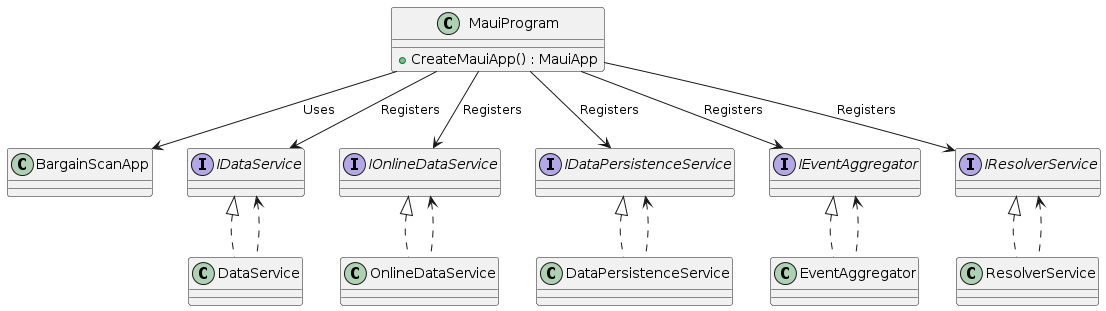 C MauiProgram
CreateMauiApp() : MauiApp
Uses
Registers
Registers
Registers
Registers
Registers
C BargainScanApp
I IDataService
I IOnlineDataService
I IDataPersistenceService
I IEventAggregator
I IResolverService
C DataService
C OnlineDataService
C DataPersistenceService
C EventAggregator
C ResolverService